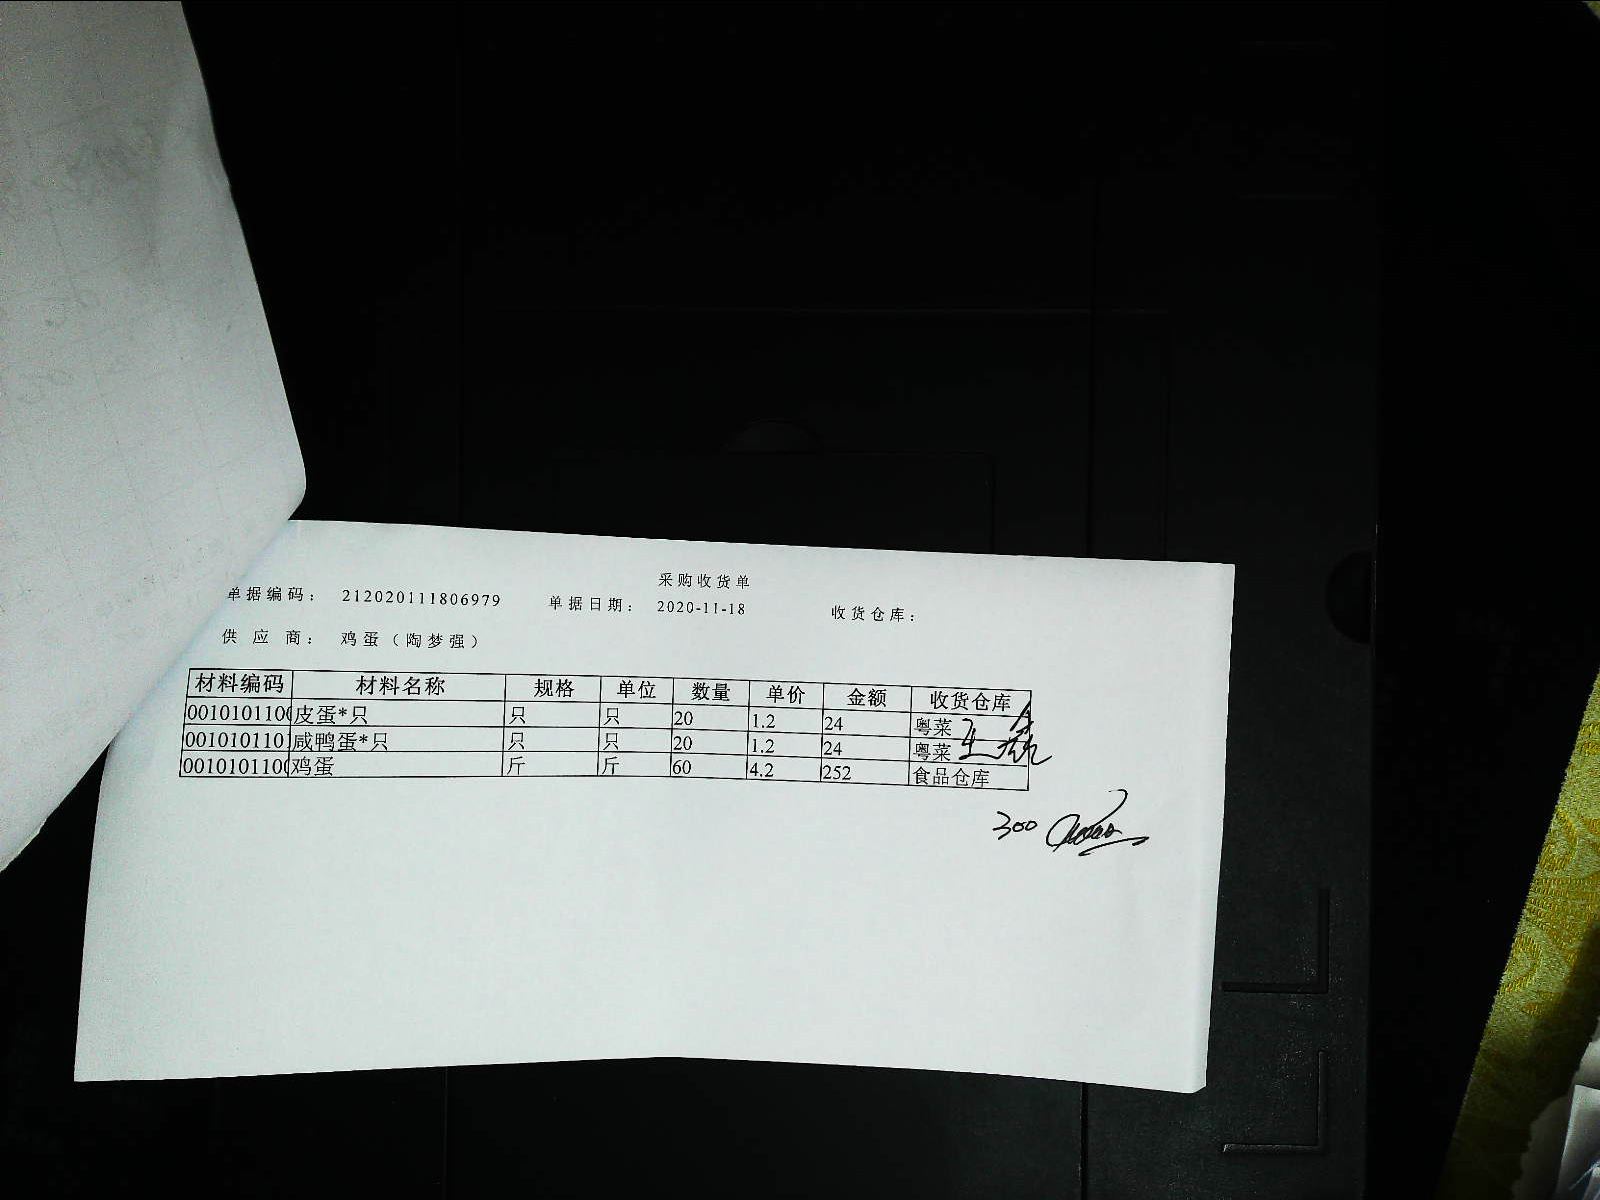 采购收货单
单据编码： 212020111806979 单据日期： 2020-11-18 收货仓库：
供应商： 鸡蛋（陶梦强）
材料编码 材料名称 规格 单位 数量 单价 金额 收货仓库
0010101100 皮蛋*只 只 只 20 1.2 24 粤菜
001010110 咸鸭蛋*只 只 只 20 1.2 24 粤菜
0010101100 鸡蛋 斤 斤 60 4.2 252 食品仓库
300